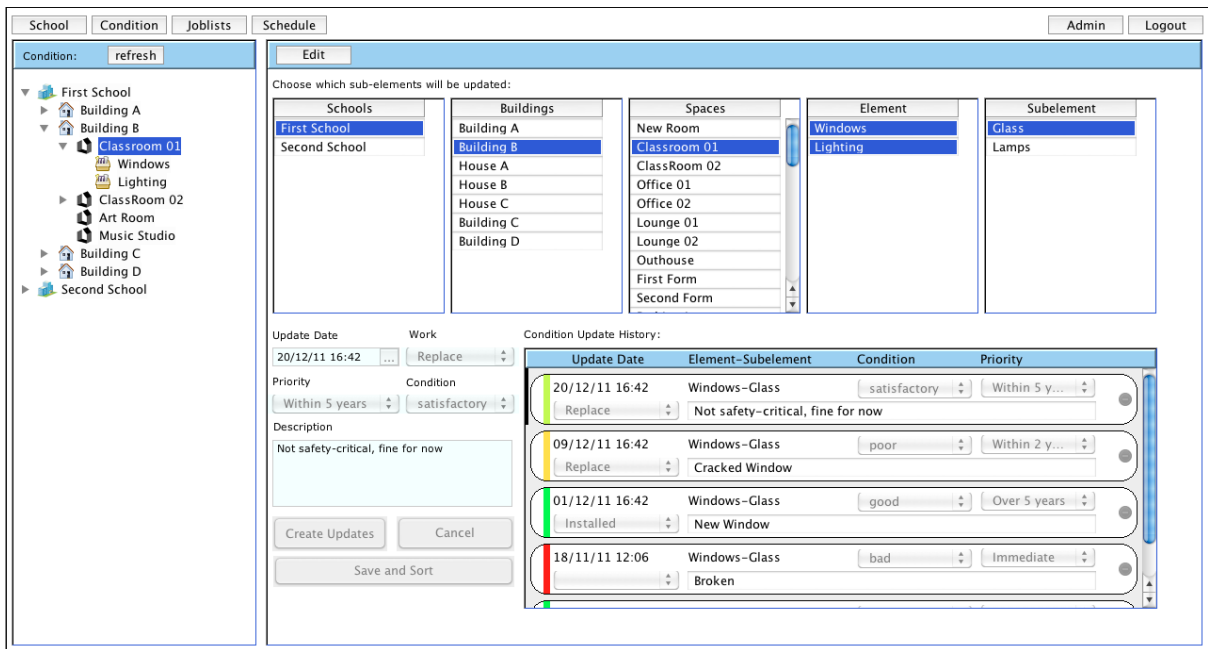 School Condition Joblists Schedule Admin Logout
Condition: refresh
First School
Building A
Building B
Classroom 01
Windows
Lighting
ClassRoom 02
Art Room
Music Studio
Building C
Building D
Second School
Edit
Choose which sub-elements will be updated:
Schools
First School
Second School
Buildings
Building A
Building B
House A
House B
House C
Building C
Building D
Spaces
New Room
Classroom 01
ClassRoom 02
Office 01
Office 02
Lounge 01
Lounge 02
Outhouse
First Form
Second Form
Element
Windows
Lighting
Subelement
Glass
Lamps
Update Date Work
20/12/11 16:42 ... Replace
Priority Condition
Within 5 years satisfactory
Description
Not safety-critical, fine for now
Create Updates Cancel
Save and Sort
Condition Update History:
Update Date Element-Subelement Condition Priority
20/12/11 16:42 Windows-Glass satisfactory Within 5 y...
Replace Not safety-critical, fine for now
09/12/11 16:42 Windows-Glass poor Within 2 y...
Replace Cracked Window
01/12/11 16:42 Windows-Glass good Over 5 years
Installed New Window
18/11/11 12:06 Windows-Glass bad Immediate
Broken